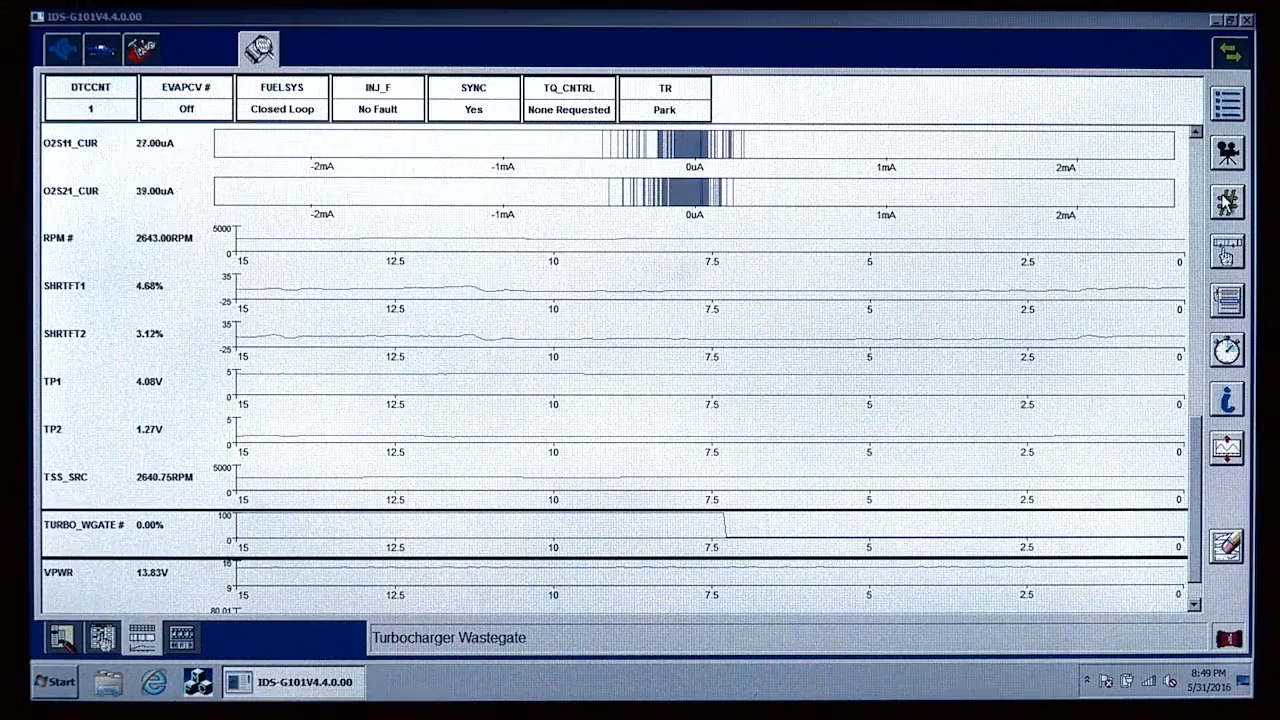 IDS-G101V4.4.0.00
DTCCNT EVAPCV # FUELSYS INJ_F SYNC TQ_CNTRL TR
1 Off Closed Loop No Fault Yes None Requested Park
O2S11_CUR 27.00uA
-2mA -1mA 0uA 1mA 2mA
O2S21_CUR 39.00uA
-2mA -1mA 0uA 1mA 2mA
RPM # 2643.00RPM 5000 0
15 12.5 10 7.5 5 2.5 0
SHRTFT1 4.68% 35 -25
15 12.5 10 7.5 5 2.5 0
SHRTFT2 3.12% 35 -25
15 12.5 10 7.5 5 2.5 0
TP1 4.08V 5 0
15 12.5 10 7.5 5 2.5 0
TP2 1.27V 5 0
15 12.5 10 7.5 5 2.5 0
TSS_SRC 2640.75RPM 5000 0
15 12.5 10 7.5 5 2.5 0
TURBO_WGATE # 0.00% 100 0
15 12.5 10 7.5 5 2.5 0
VPWR 13.83V 18 9
15 12.5 10 7.5 5 2.5 0
80.01
Turbocharger Wastegate
Start IDS-G101V4.4.0.00 8:49 PM
5/31/2016